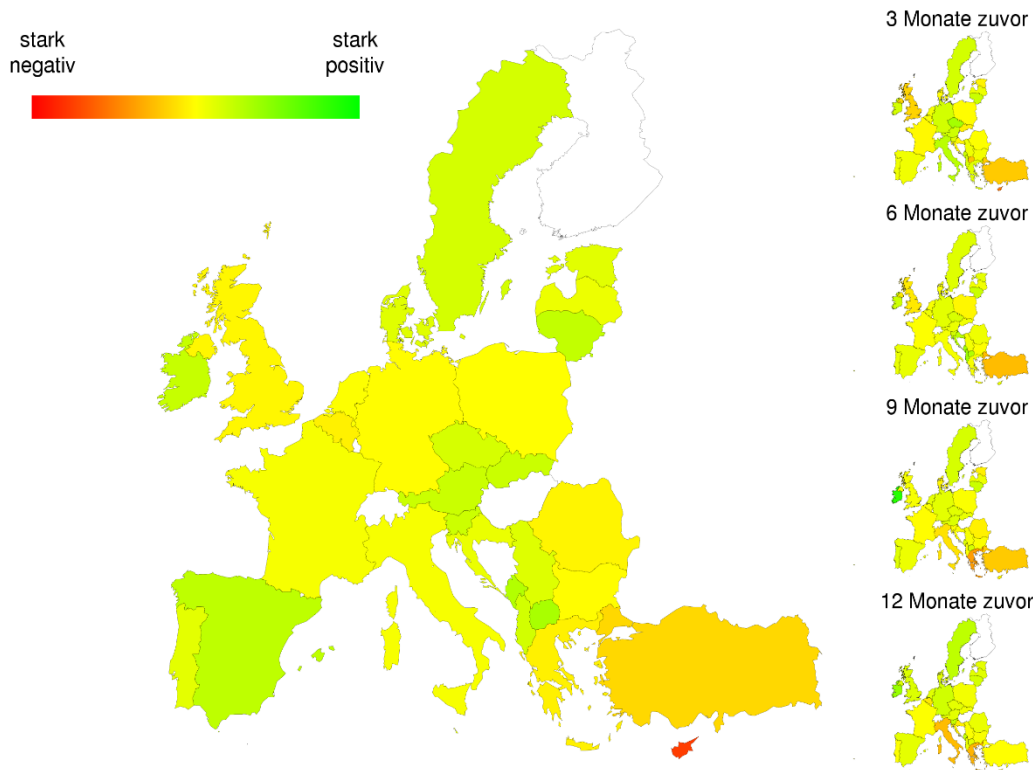 stark
negativ
stark
positiv
3 Monate zuvor
6 Monate zuvor
9 Monate zuvor
12 Monate zuvor